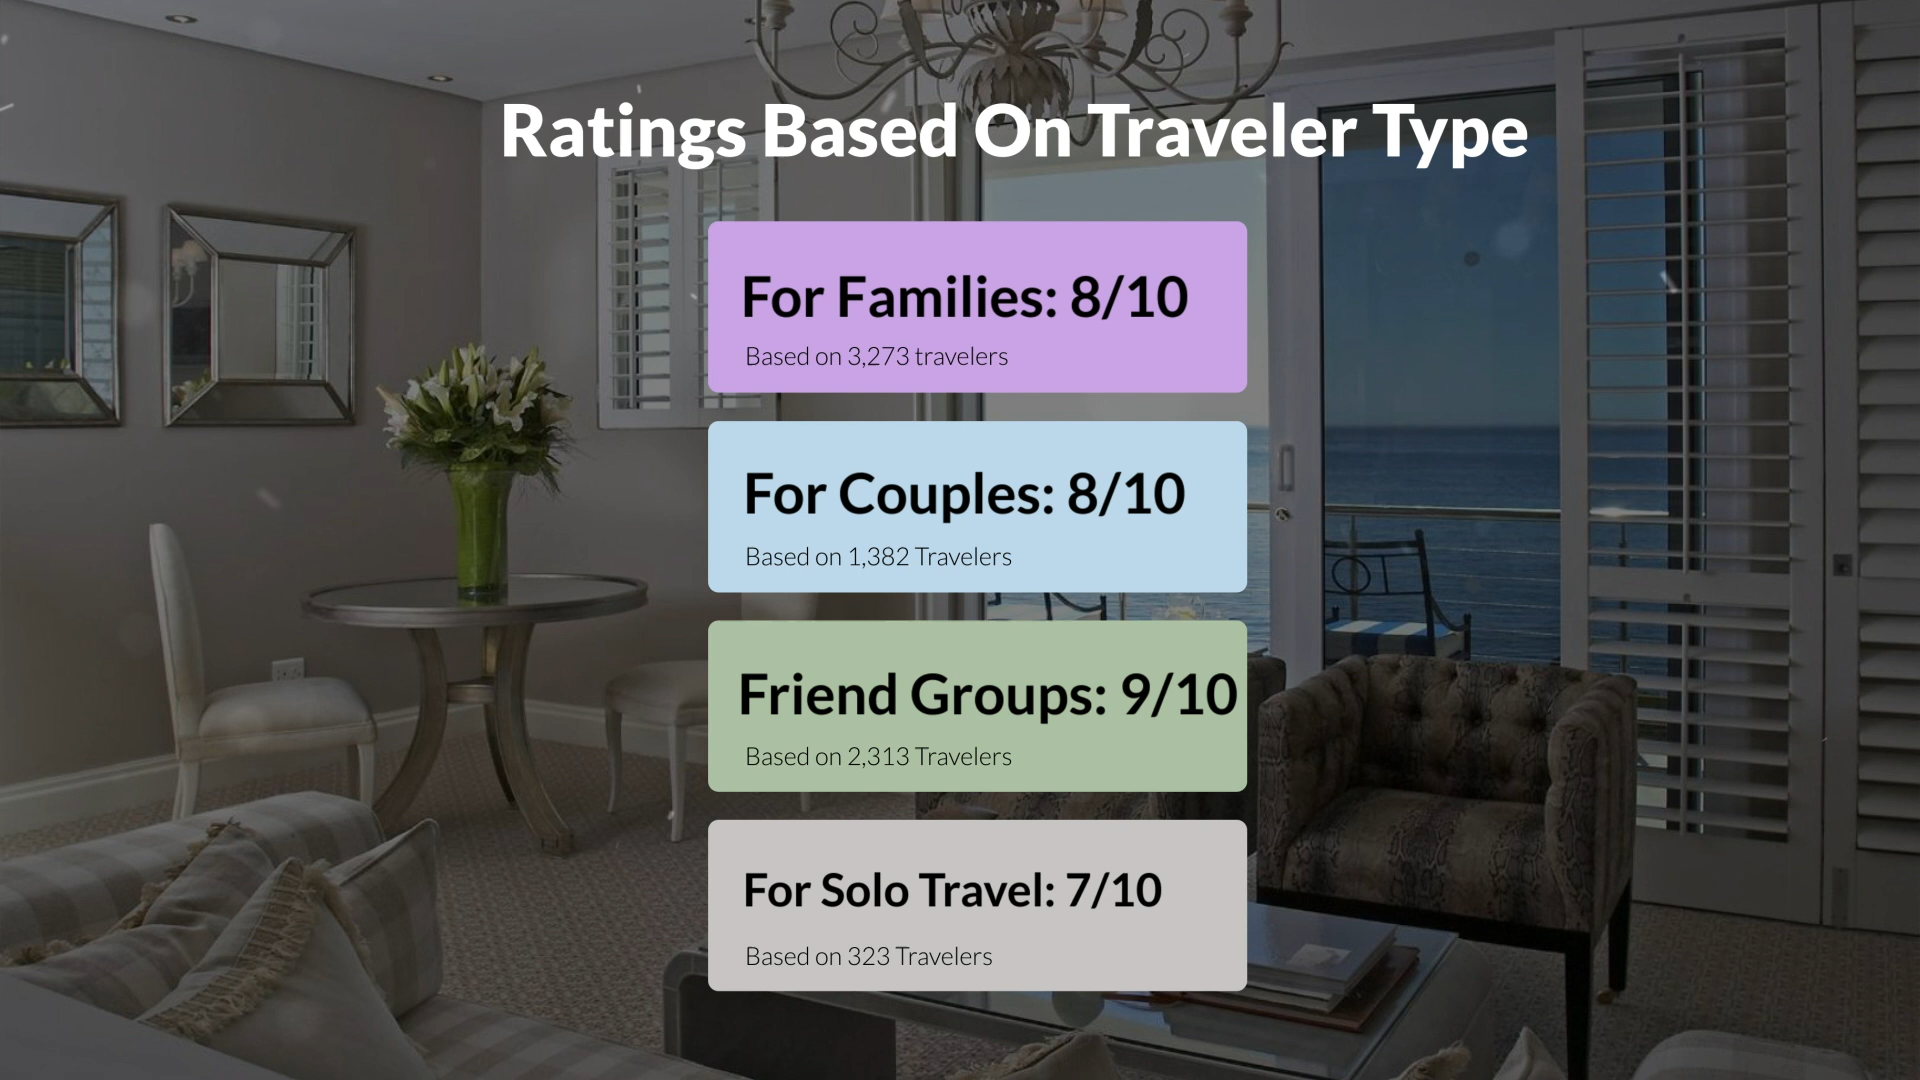 Ratings Based On Traveler Type
For Families: 8/10
Based on 3,273 travelers
For Couples: 8/10
Based on 1,382 Travelers
Friend Groups: 9/10
Based on 2,313 Travelers
For Solo Travel: 7/10
Based on 323 Travelers